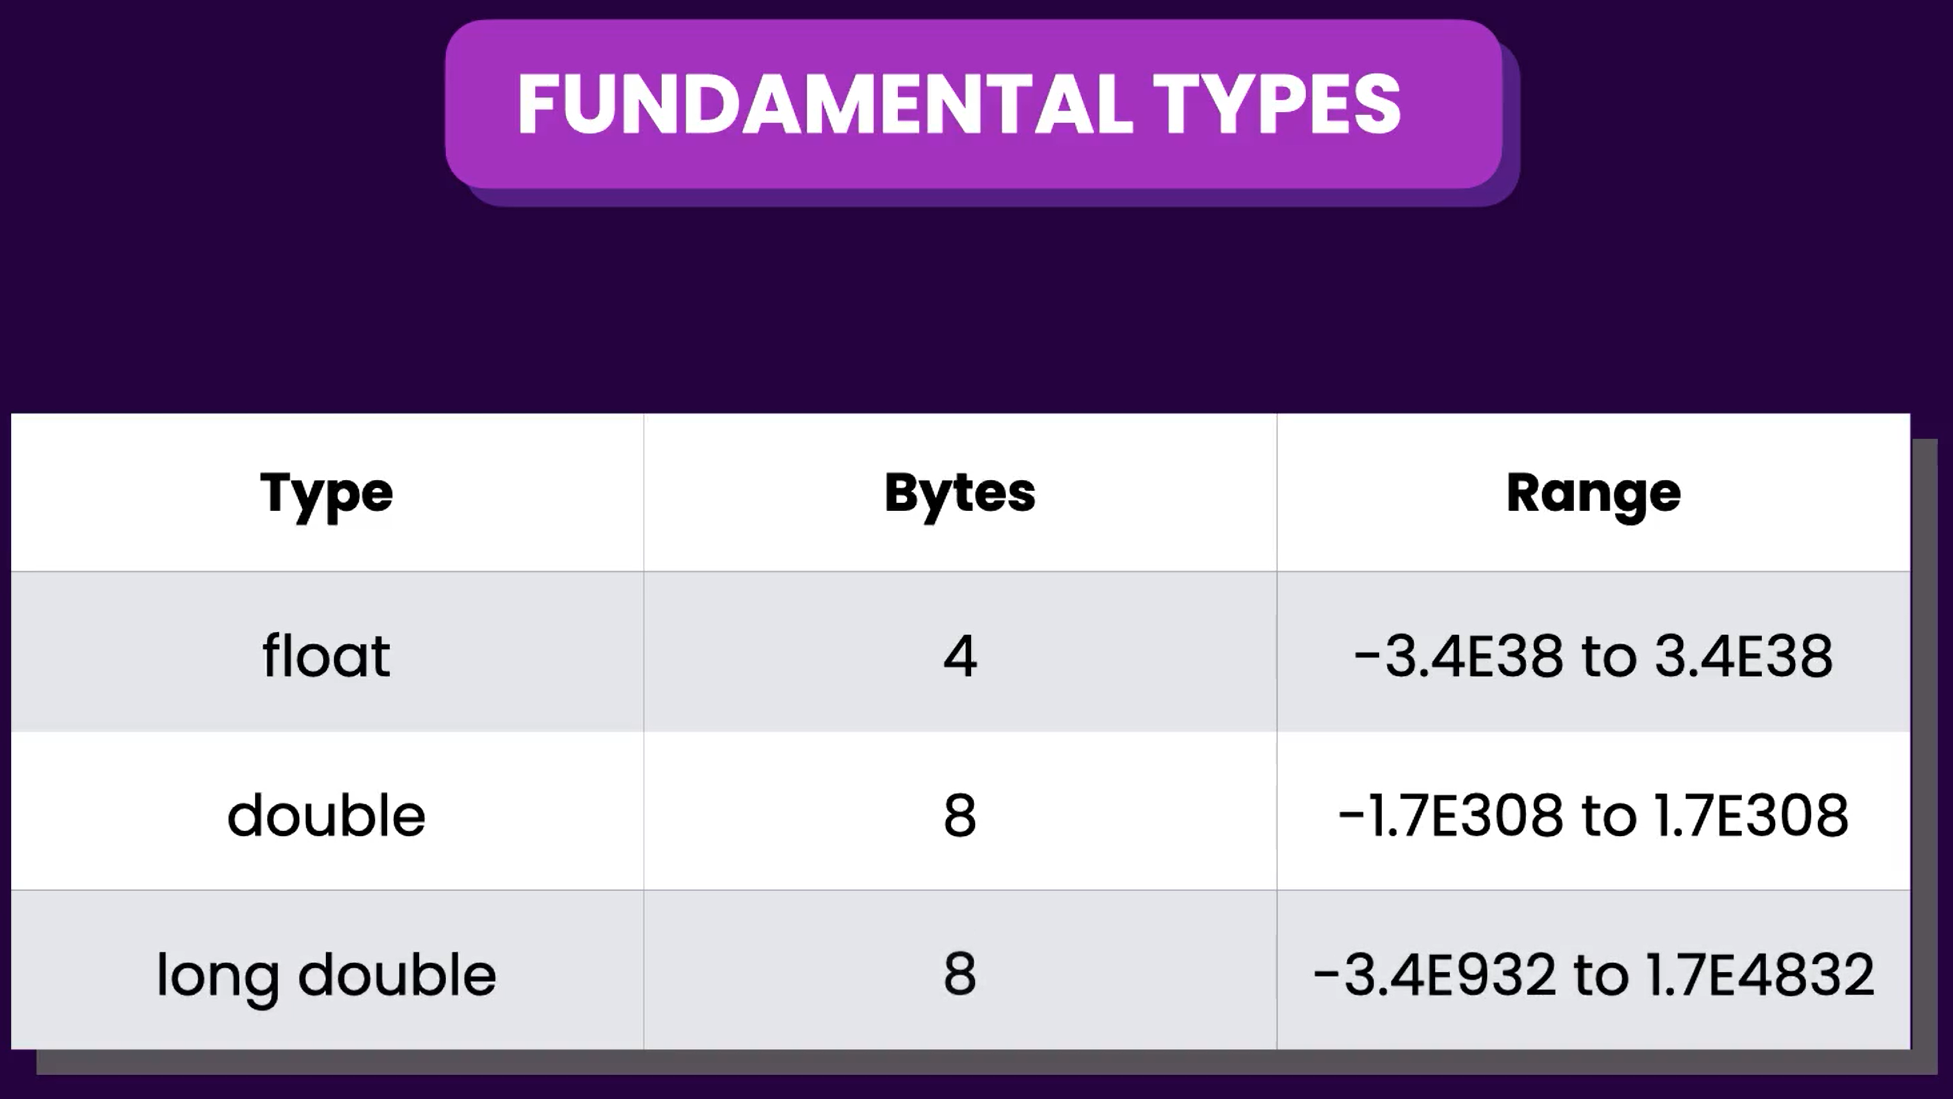 FUNDAMENTAL TYPES
Type Bytes Range
float 4 -3.4E38 to 3.4E38
double 8 -1.7E308 to 1.7E308
long double 8 -3.4E932 to 1.7E4832